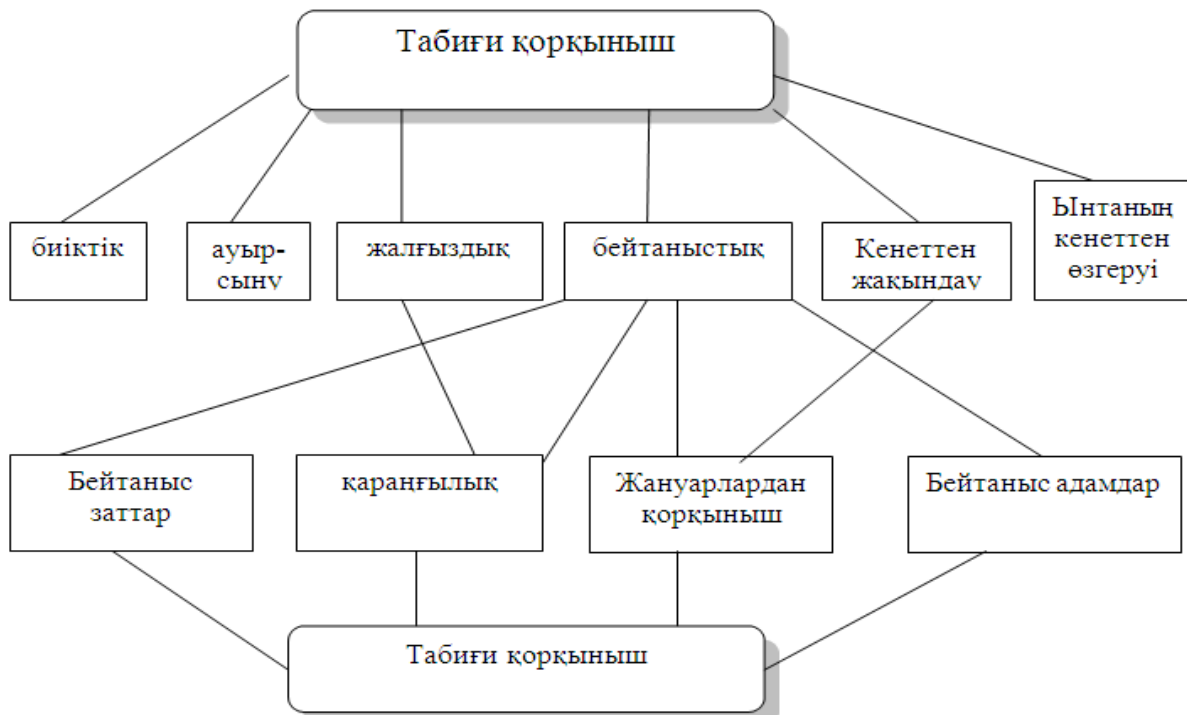 Табиғи қорқыныш
биіктік
ауыр-
сыну
жалғыздық
бейтаныстық
Кенеттен
жақындау
Ынтаның
кенеттен
өзгеруі
Бейтаныс
заттар
қараңғылық
Жануарлардан
қорқыныш
Бейтаныс адамдар
Табиғи қорқыныш